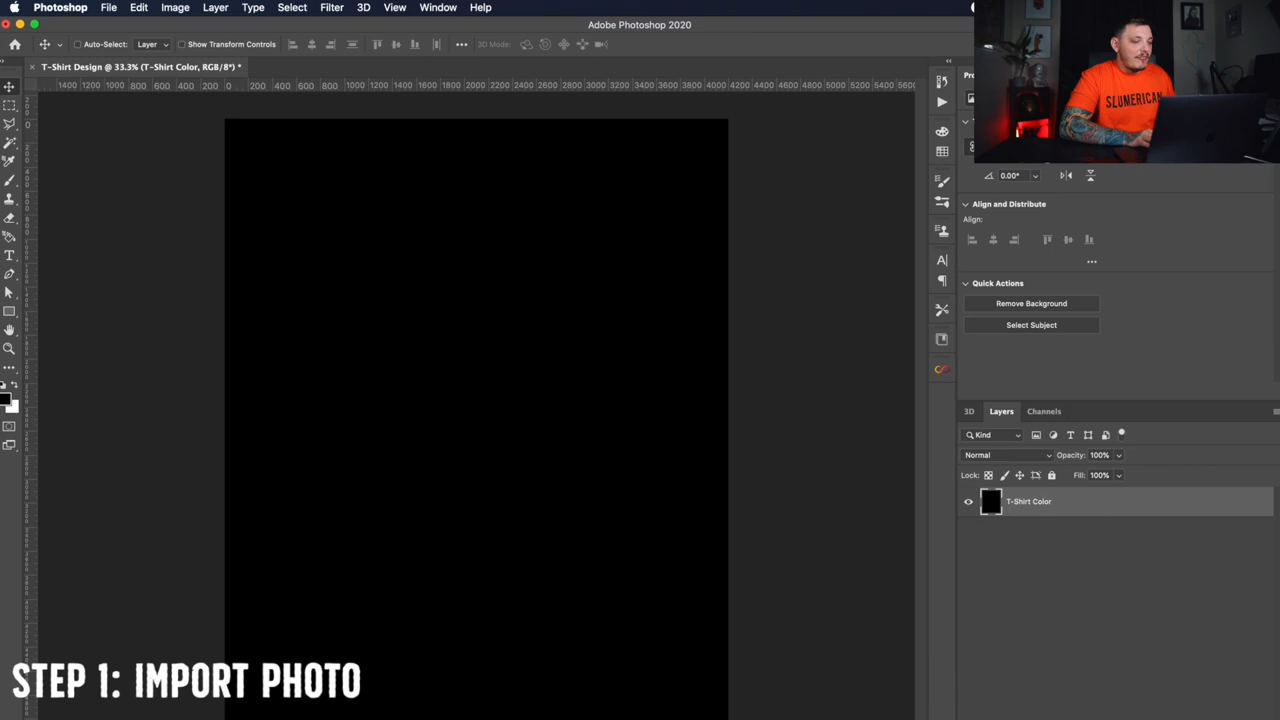 Photoshop File Edit Image Layer Type Select Filter 3D View Window Help
Adobe Photoshop 2020
Auto-Select: Layer Show Transform Controls ••• 3D Mode:
× T-Shirt Design @ 33.3% (T-Shirt Color, RGB/8*) *
1400 1200 1000 800 600 400 200 0 200 400 600 800 1000 1200 1400 1600 1800 2000 2200 2400 2600 2800 3000 3200 3400 3600 3800 4000 4200 4400 4600 4800 5000 5200 5400 5600
SLUMERICAN
0.00°
Align and Distribute
Align:
•••
Quick Actions
Remove Background
Select Subject
3D Layers Channels
Kind
Normal Opacity: 100%
Lock: Fill: 100%
T-Shirt Color
STEP 1: IMPORT PHOTO